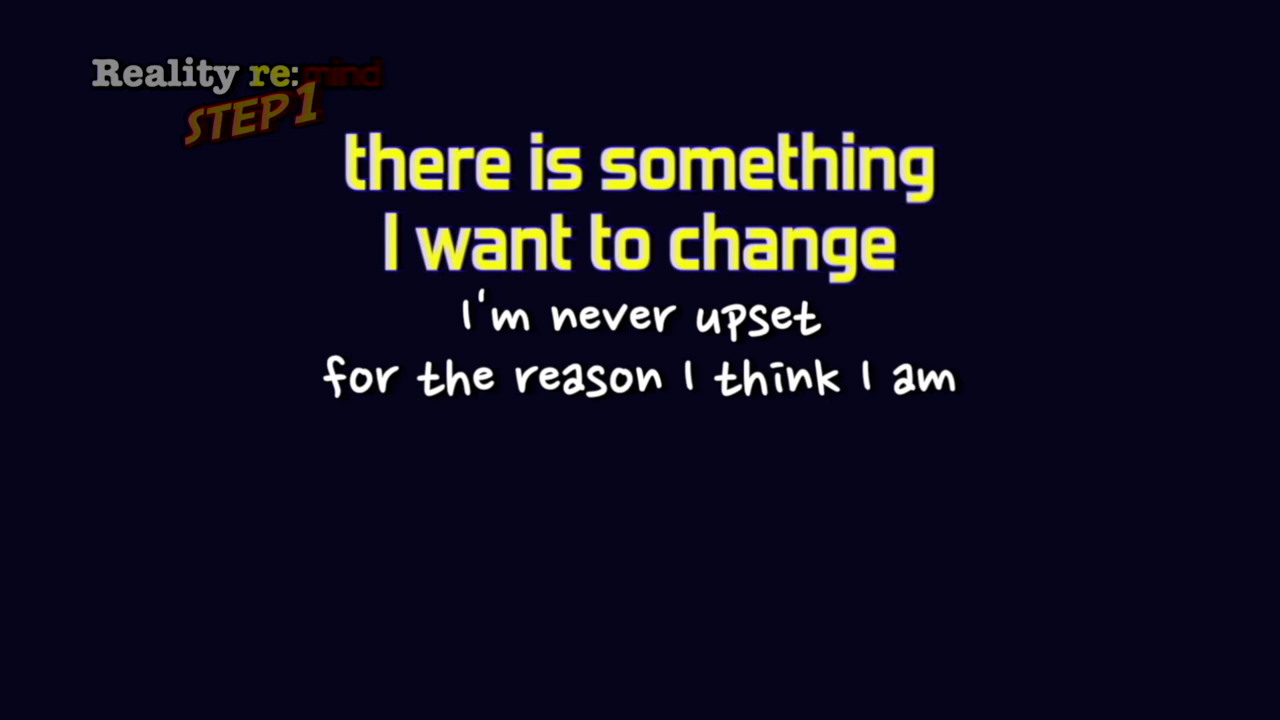 Reality re:mind
STEP 1
there is something
I want to change
I'm never upset
for the reason I think I am